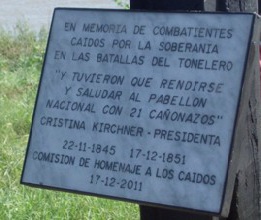 EN MEMORIA DE COMBATIENTES
CAIDOS POR LA SOBERANIA
EN LAS BATALLAS DEL TONELERO
"Y TUVIERON QUE RENDIRSE
Y SALUDAR AL PABELLON
NACIONAL CON 21 CAÑONAZOS"
CRISTINA KIRCHNER - PRESIDENTA
22-11-1845 17-12-1851
COMISION DE HOMENAJE A LOS CAIDOS
17-12-2011